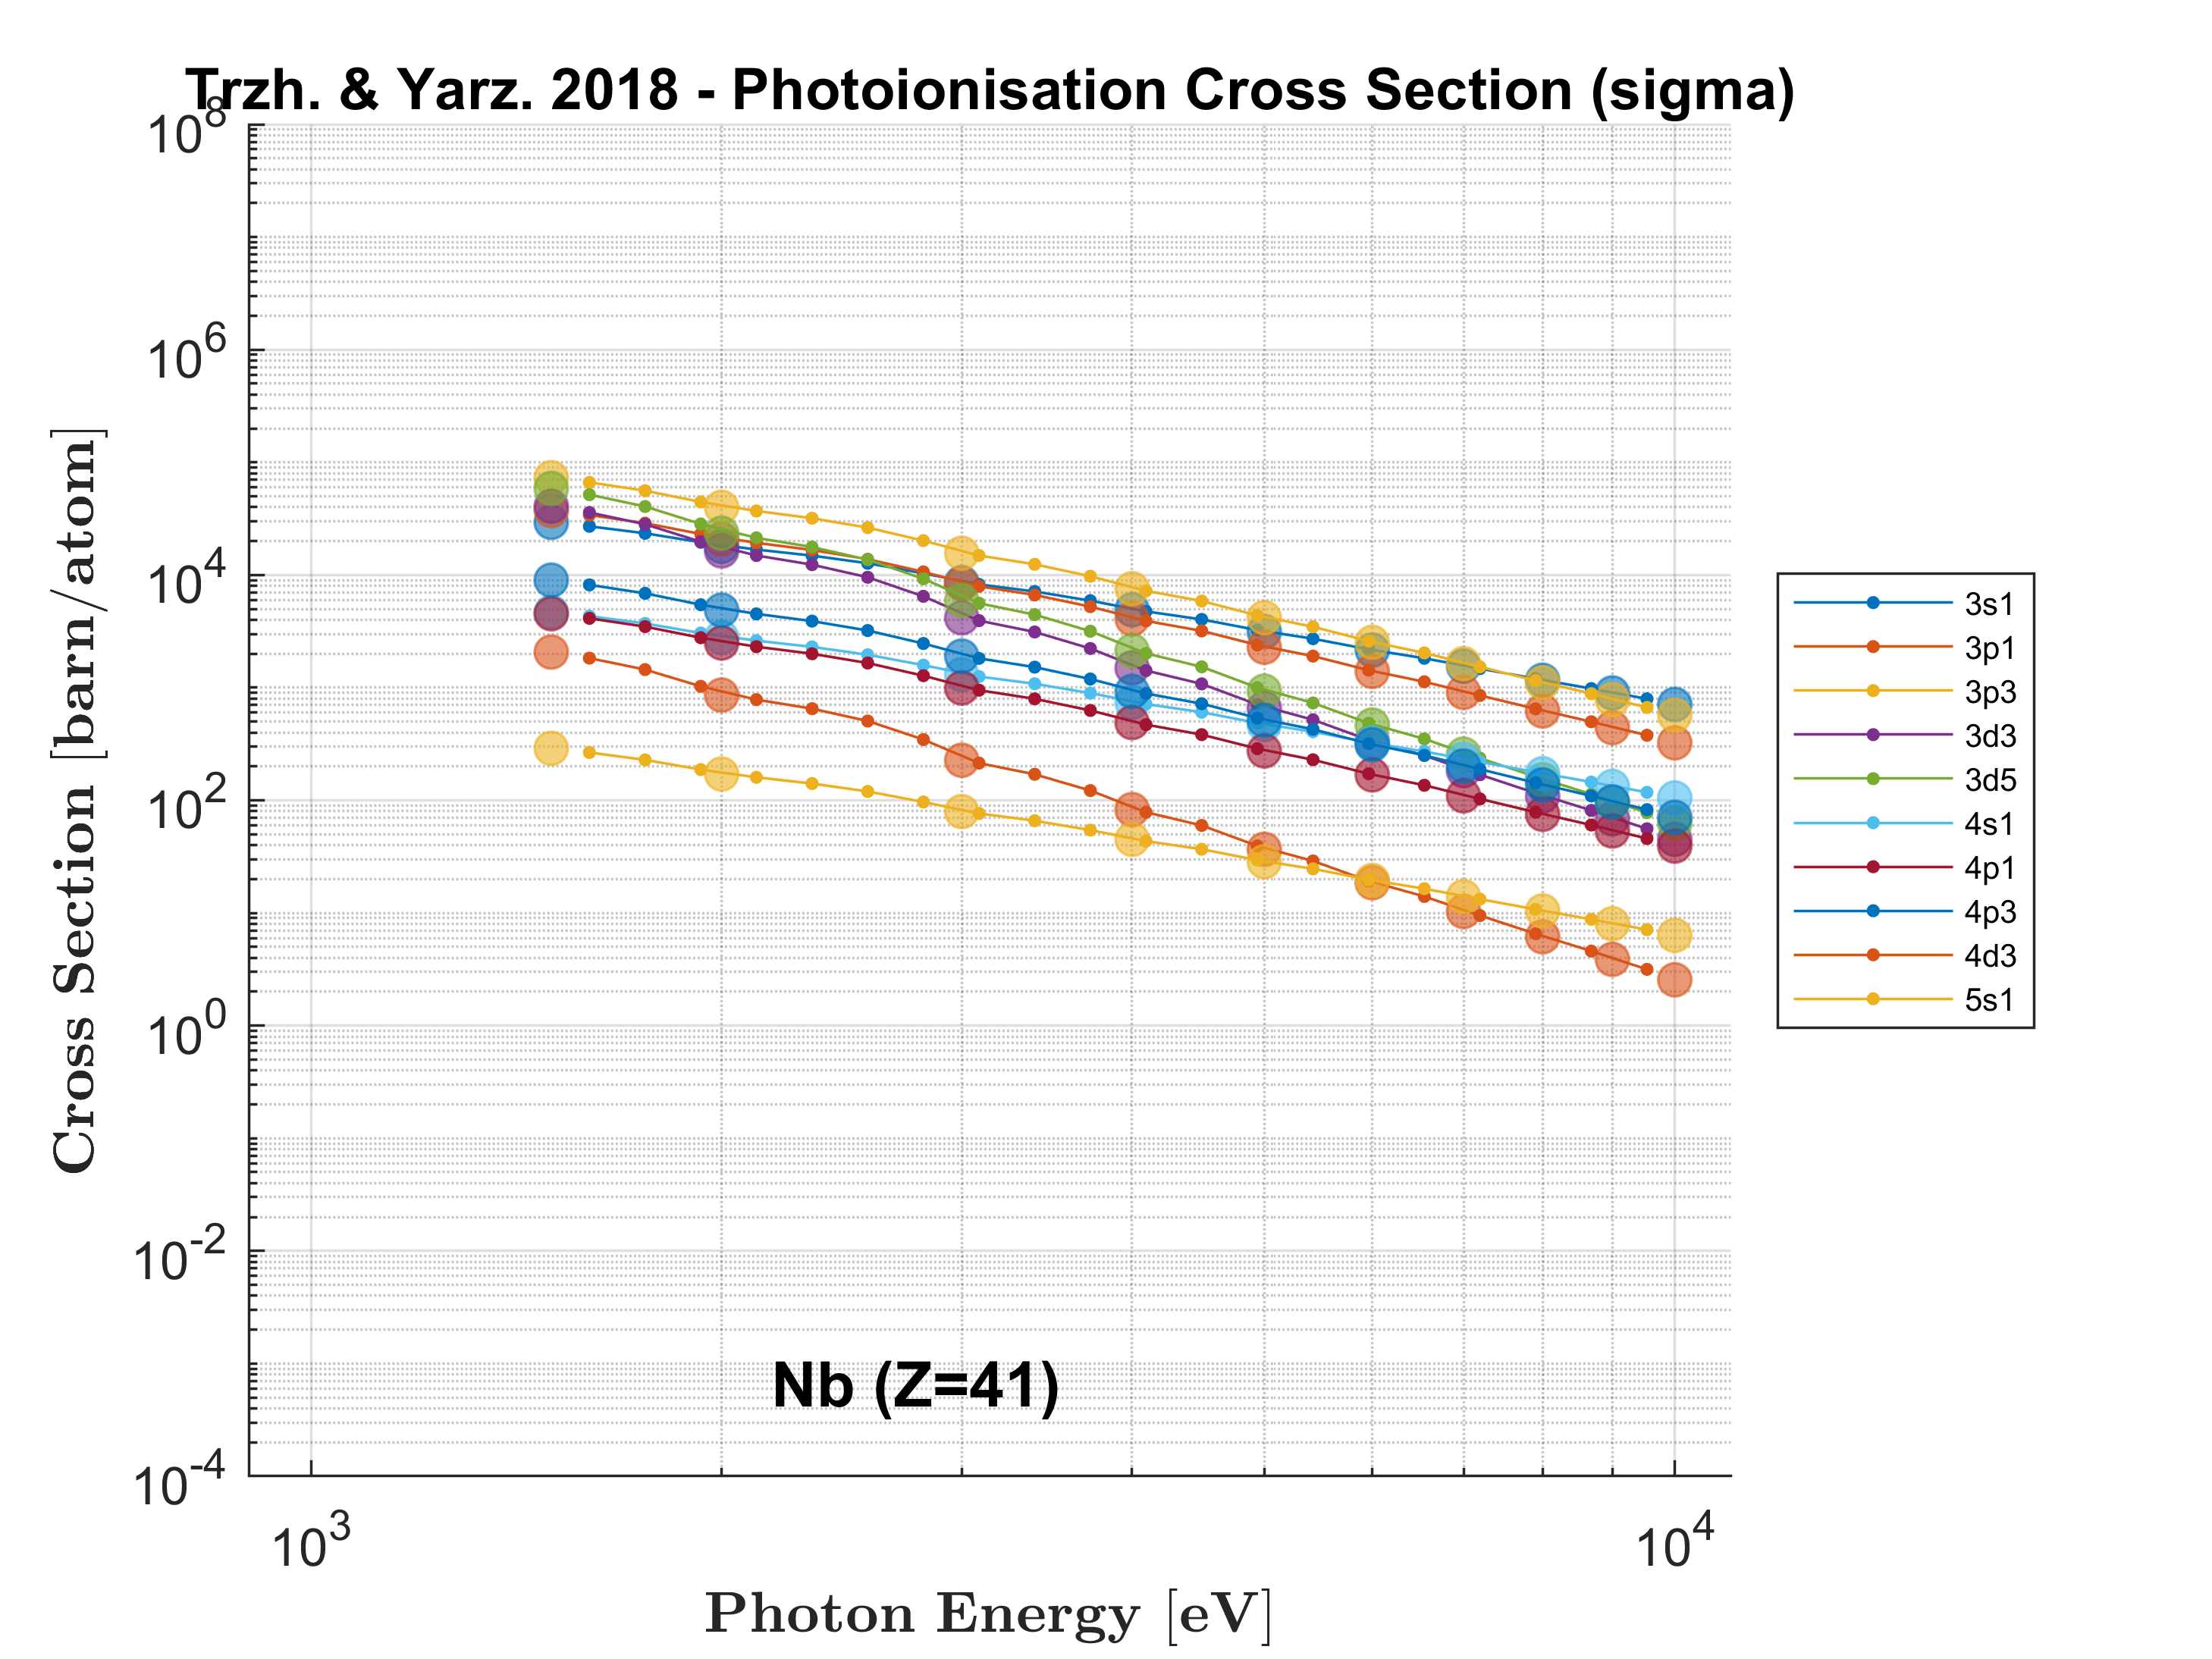 Trzh. & Yarz. 2018 - Photoionisation Cross Section (sigma)
10^8
10^6
10^4
10^2
10^0
10^-2
10^-4
Cross Section [barn/atom]
Nb (Z=41)
10^3
10^4
Photon Energy [eV]
3s1
3p1
3p3
3d3
3d5
4s1
4p1
4p3
4d3
5s1